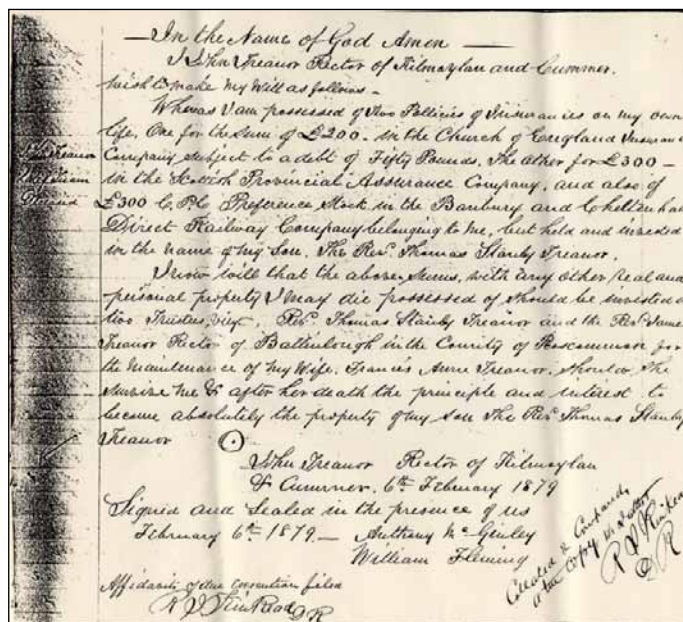 — In the Name of God Amen —
I John Treanor Rector of Kilmoylan and Cummer.
wish to make my Will as follows –
Whereas I am possessed of two Policies of Insurances on my own
life, One for the Sum of £200 – in the Church of England Insurance
Company subject to a debt of Fifty Pounds, The other for £300 –
in the Scottish Provincial Assurance Company, and also of
£300 6. P. C. Preference Stock in the Banbury and Cheltenham
Direct Railway Company belonging to me, but held and invested
in the name of my Son. The Revd. Thomas Stanley Treanor.
I now will that the above Sums, with any other real and
personal property I may die possessed of should be invested in
two Trustees, viz. Revd. Thomas Stanley Treanor and the Revd. James
Treanor Rector of in the County of Roscommon for
the Maintenance of my Wife, Frances Anne Treanor, should she
survive me & after her death the principle and interest to
become absolutely the property of my son The Revd. Thomas Stanley
Treanor
John Treanor Rector of Kilmoylan
& Cummer, 6th February 1879
Signed and Sealed in the presence of us
February 6th 1879 – Anthony McGinley
William Fleming
Affidavit of due execution filed
R J Kinkead DR
Treanor
Collated & Compared
a true Copy
R J Kinkead
DR